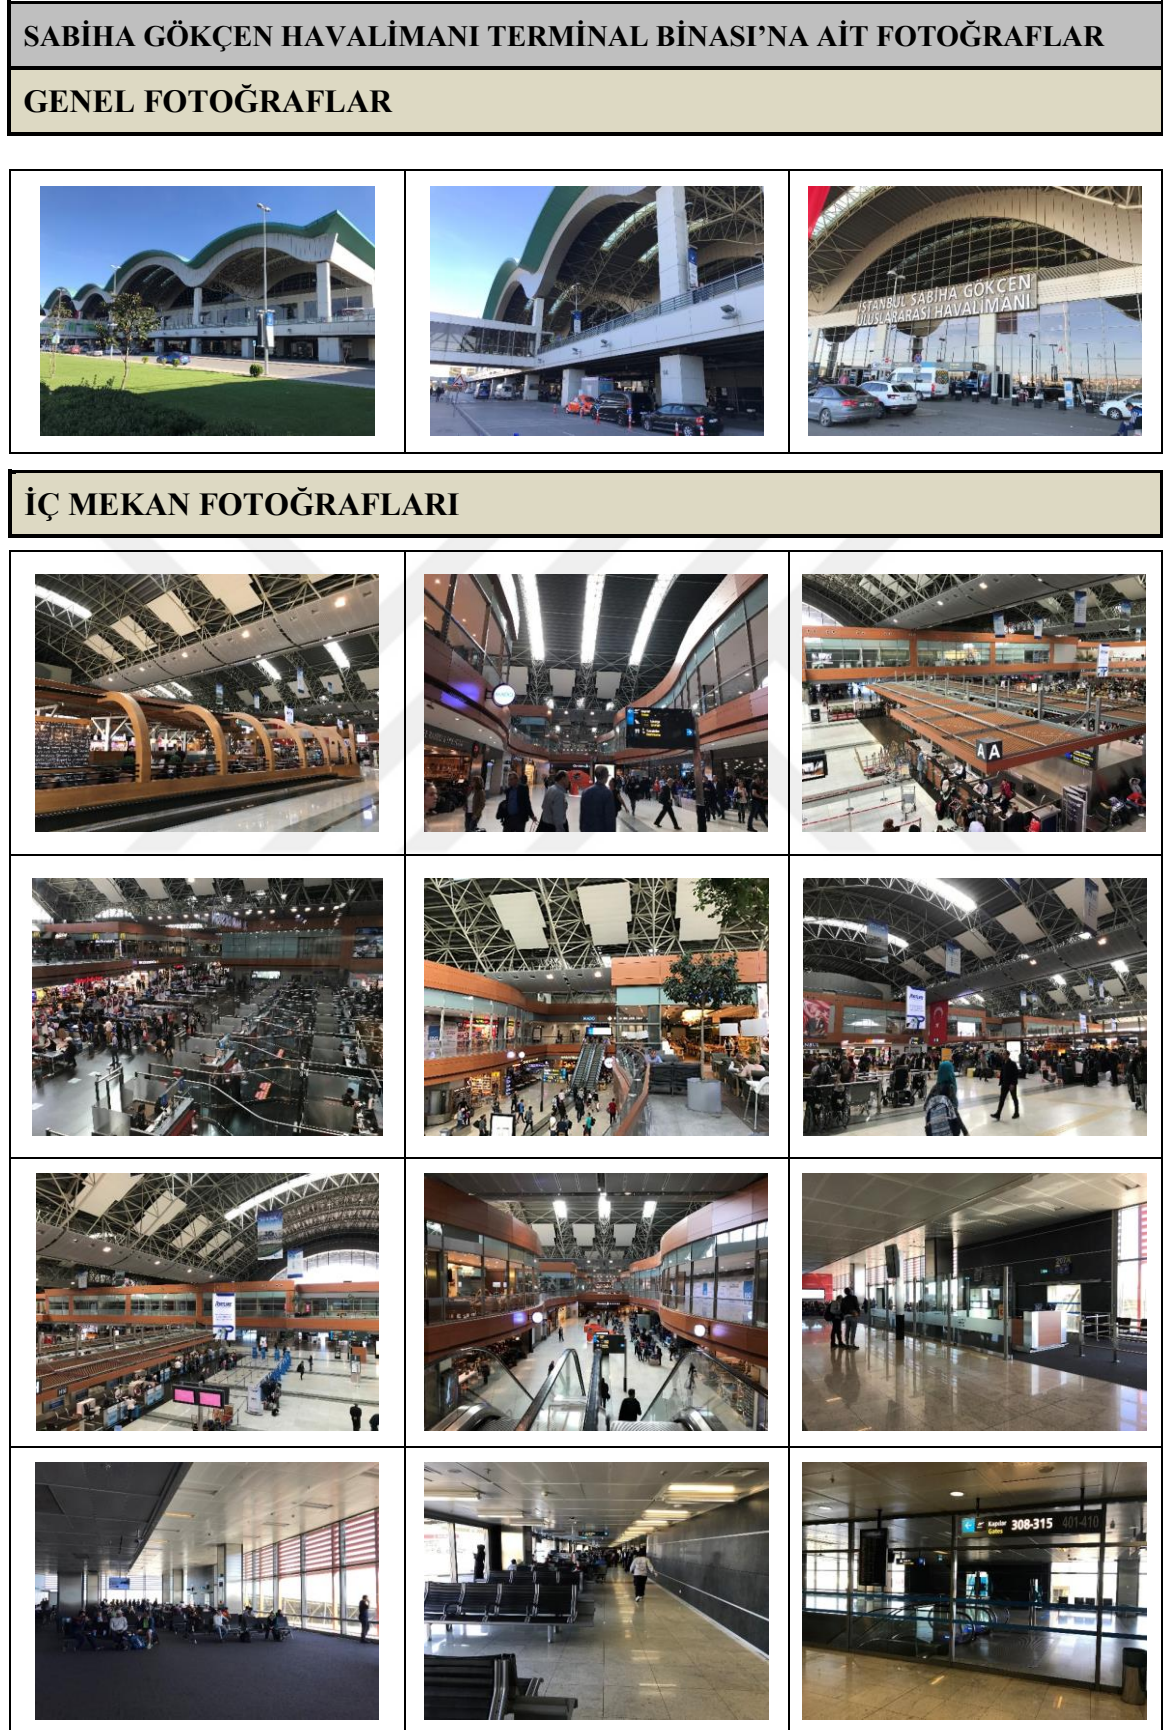 SABİHA GÖKÇEN HAVALİMANI TERMİNAL BİNASI’NA AİT FOTOĞRAFLAR
GENEL FOTOĞRAFLAR
İSTANBUL SABİHA GÖKÇEN
ULUSLARARASI HAVALİMANI
İÇ MEKAN FOTOĞRAFLARI
A A
Kapılar
Gates
308-315
401-410